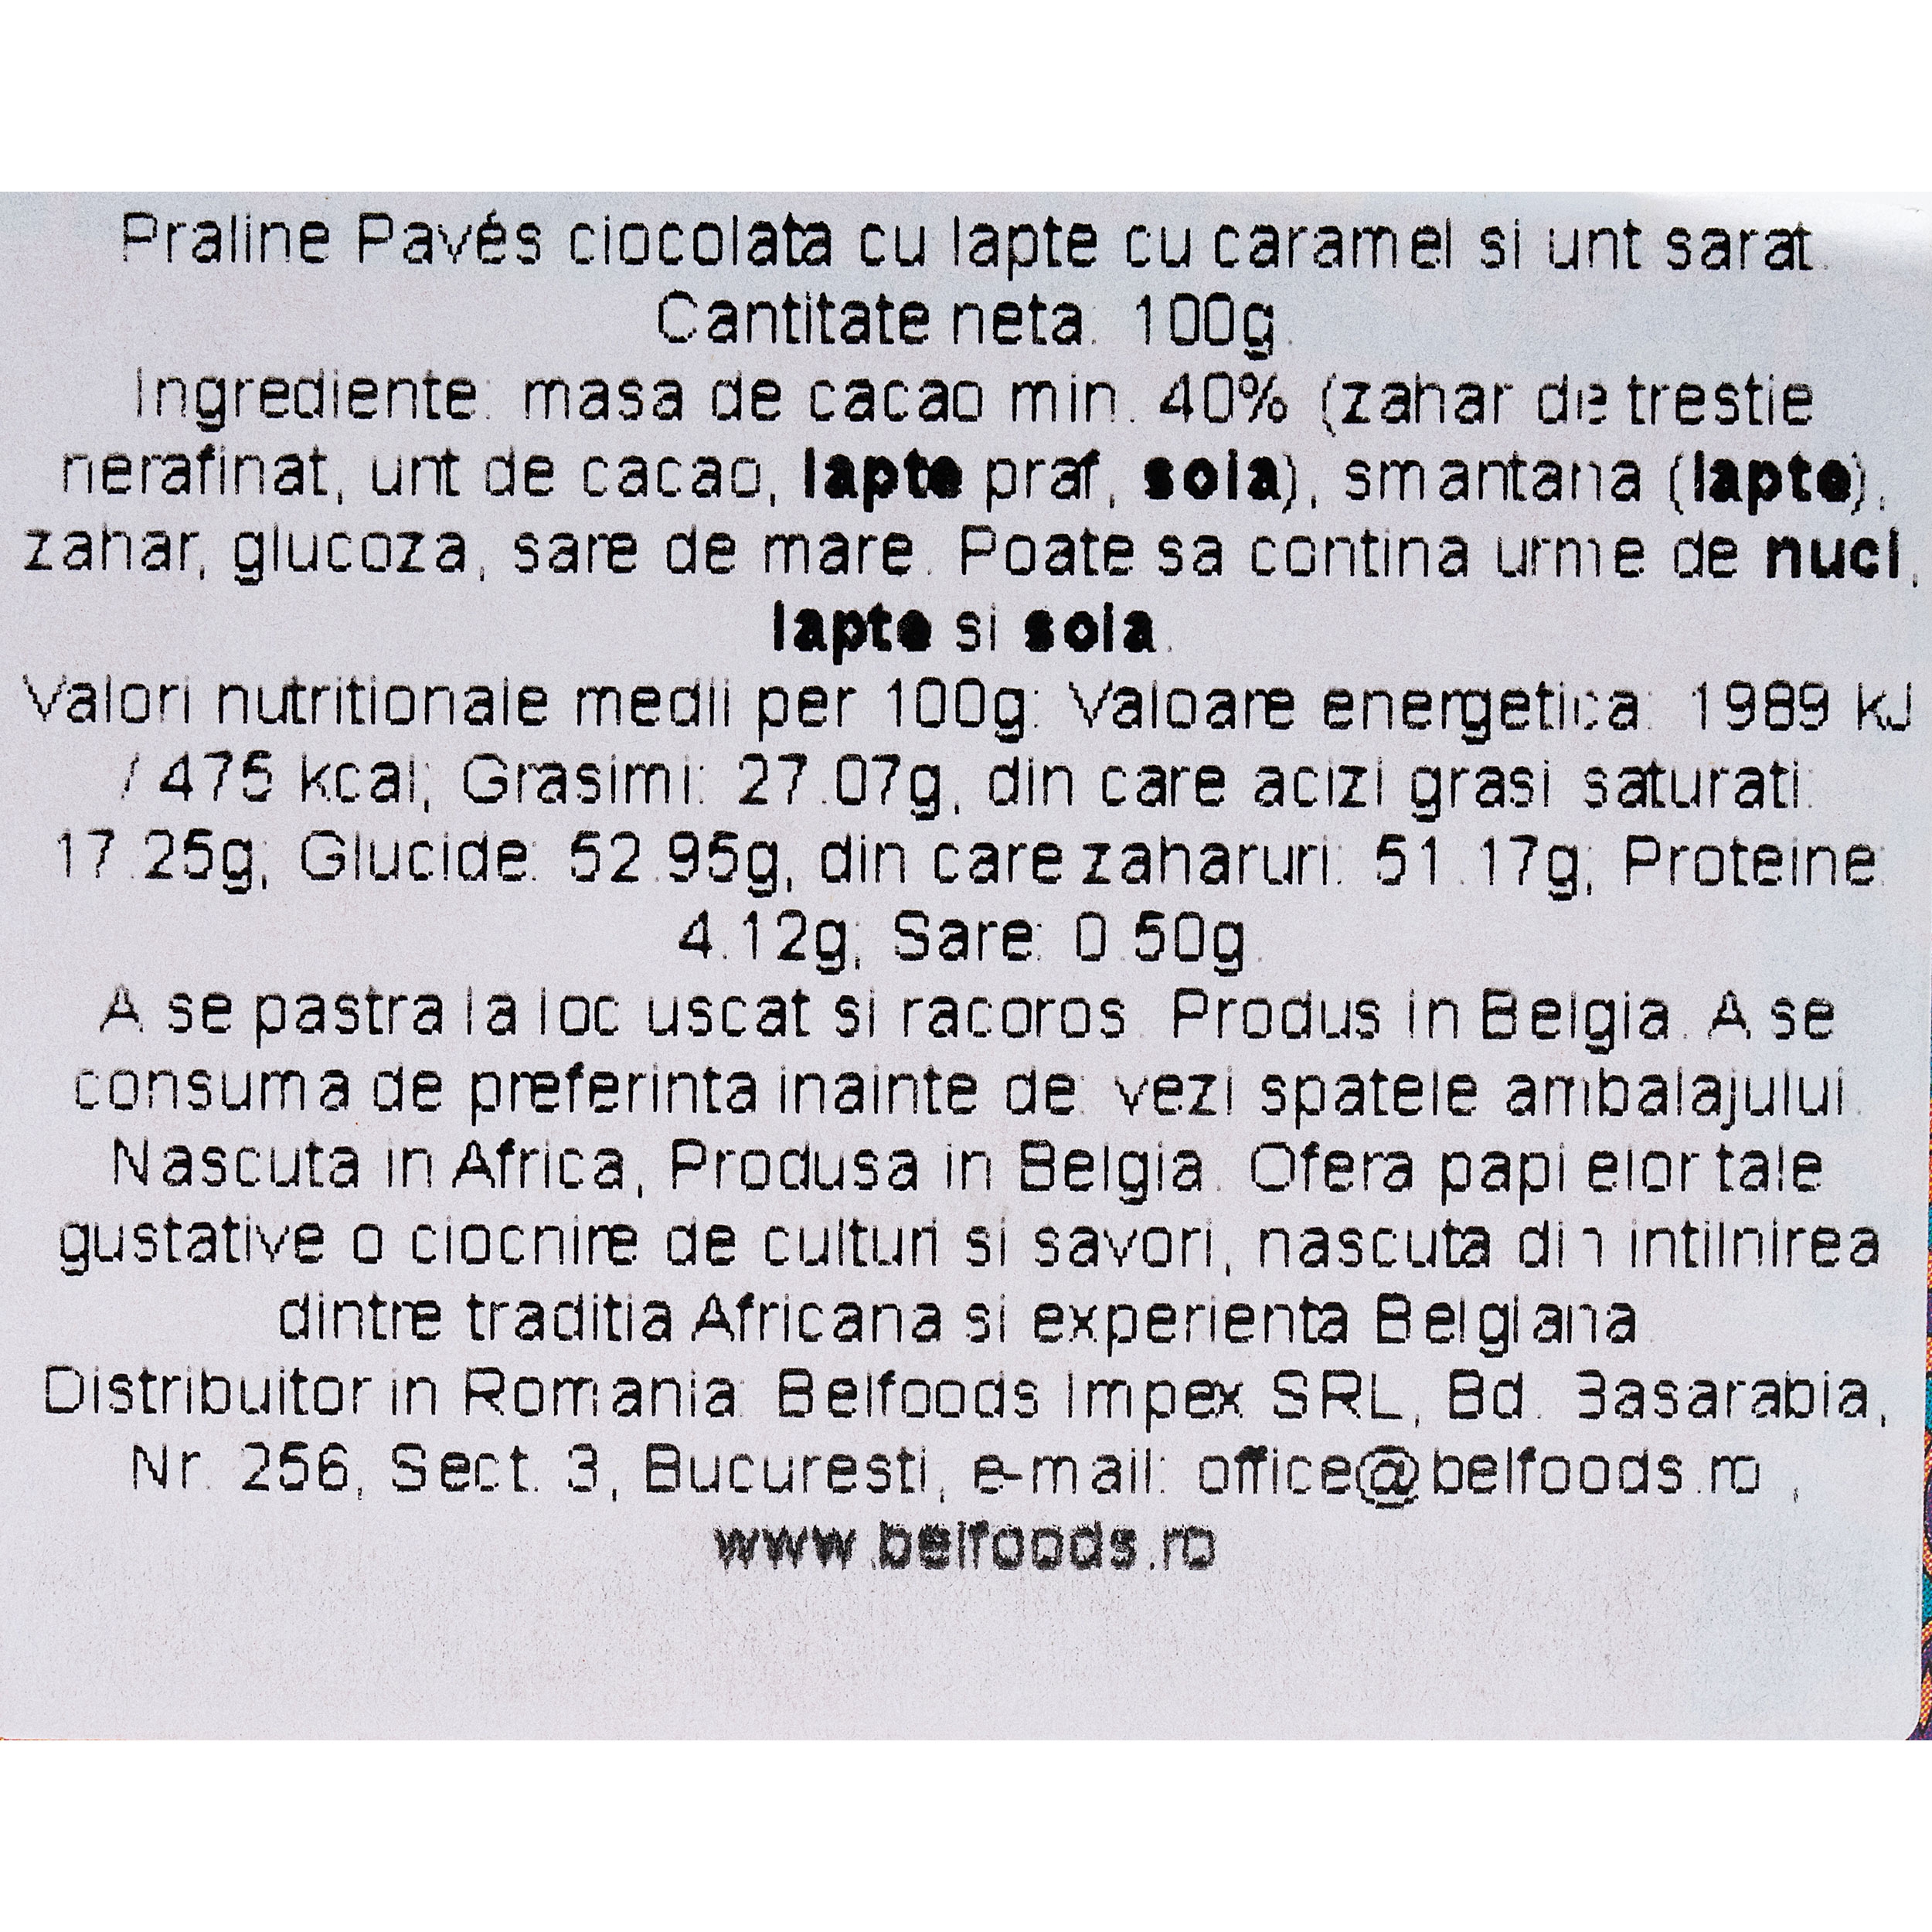 Praline Pavés ciocolata cu lapte cu caramel si unt sarat.
Cantitate neta: 100g.
Ingrediente: masa de cacao min. 40% (zahar de trestie
nerafinat, unt de cacao, lapte praf, soia), smantana (lapte),
zahar, glucoza, sare de mare. Poate sa contina urme de nuci,
lapte si soia.
Valori nutritionale medii per 100g: Valoare energetica: 1989 kJ
/ 475 kcal; Grasimi: 27.07g, din care acizi grasi saturati:
17.25g; Glucide: 52.95g, din care zaharuri: 51.17g; Proteine:
4.12g; Sare: 0.50g.
A se pastra la loc uscat si racoros. Produs in Belgia. A se
consuma de preferinta inainte de: vezi spatele ambalajului.
Nascuta in Africa, Produsa in Belgia. Ofera papilelor tale
gustative o ciocnire de culturi si savori, nascuta din intilnirea
dintre traditia Africana si experienta Belgiana.
Distribuitor in Romania: Belfoods Impex SRL, Bd. Basarabia,
Nr. 256, Sect. 3, Bucuresti, e-mail: office@belfoods.ro ,
www.belfoods.ro